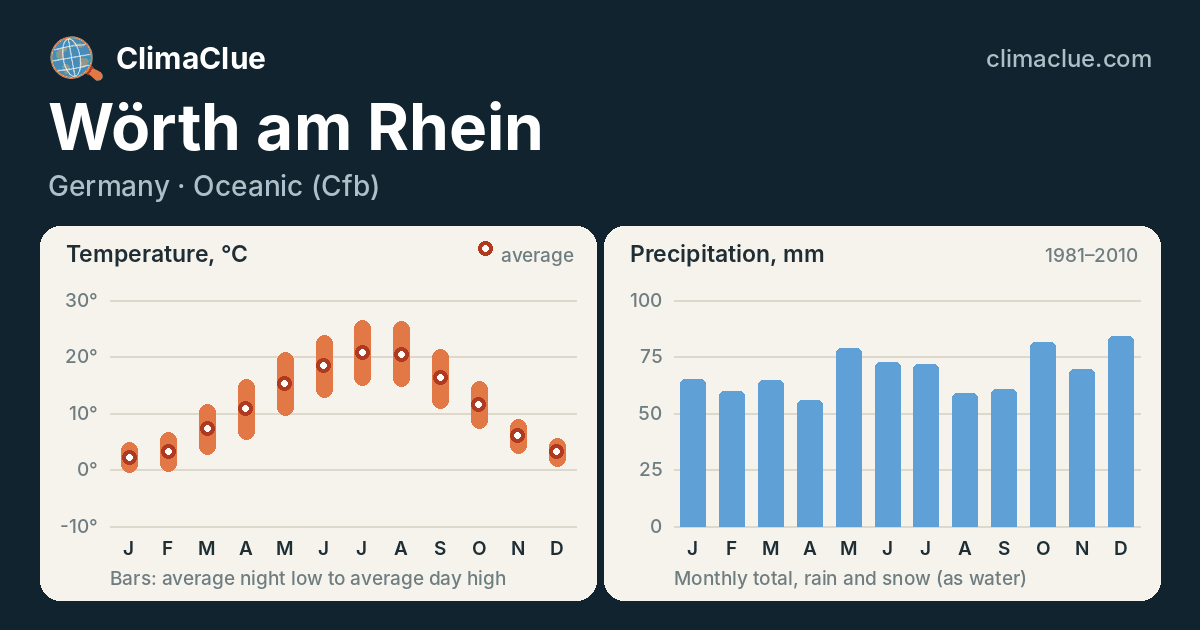 ClimaClue
climaclue.com
Wörth am Rhein
Germany · Oceanic (Cfb)
Temperature, °C
average
30°
20°
10°
0°
-10°
J F M A M J J A S O N D
Bars: average night low to average day high
Precipitation, mm
1981–2010
100
75
50
25
0
J F M A M J J A S O N D
Monthly total, rain and snow (as water)